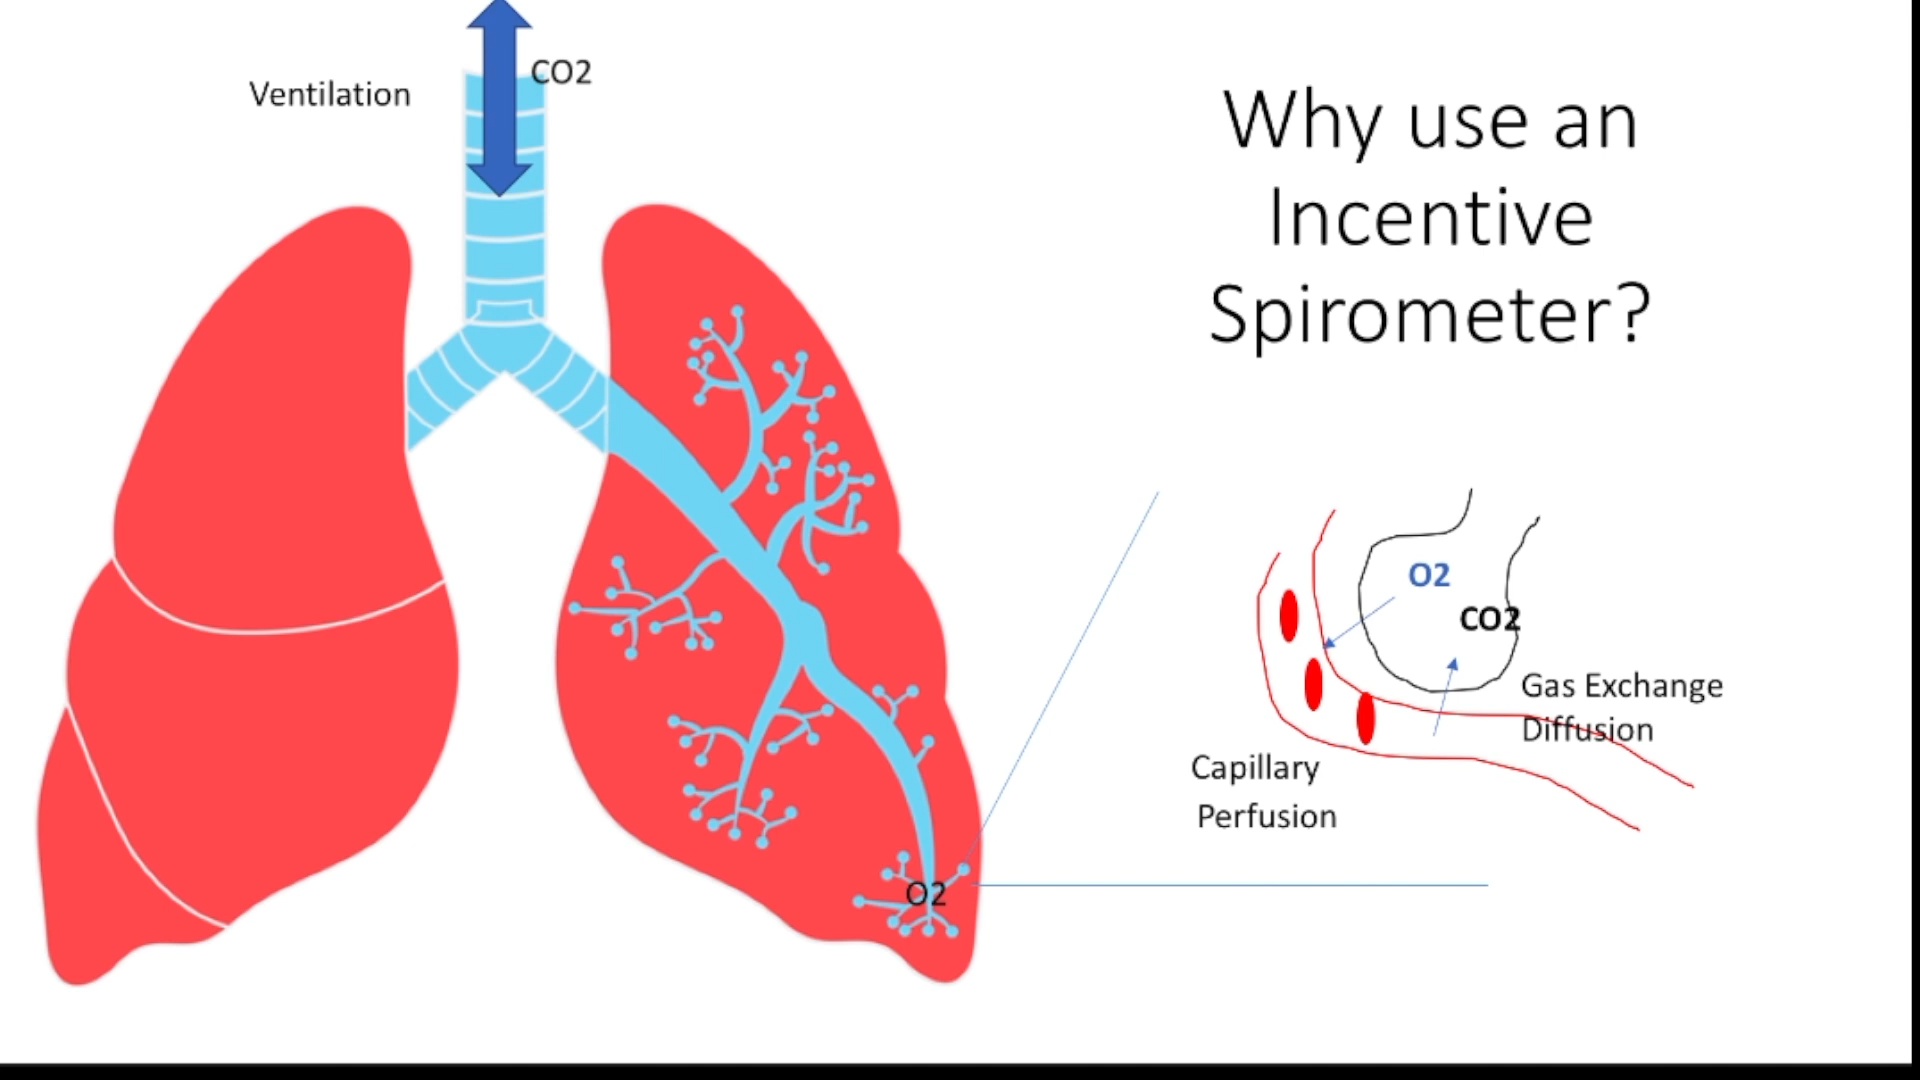 Ventilation
CO2
Why use an
Incentive
Spirometer?
O2
CO2
Gas Exchange
Diffusion
Capillary
Perfusion
O2